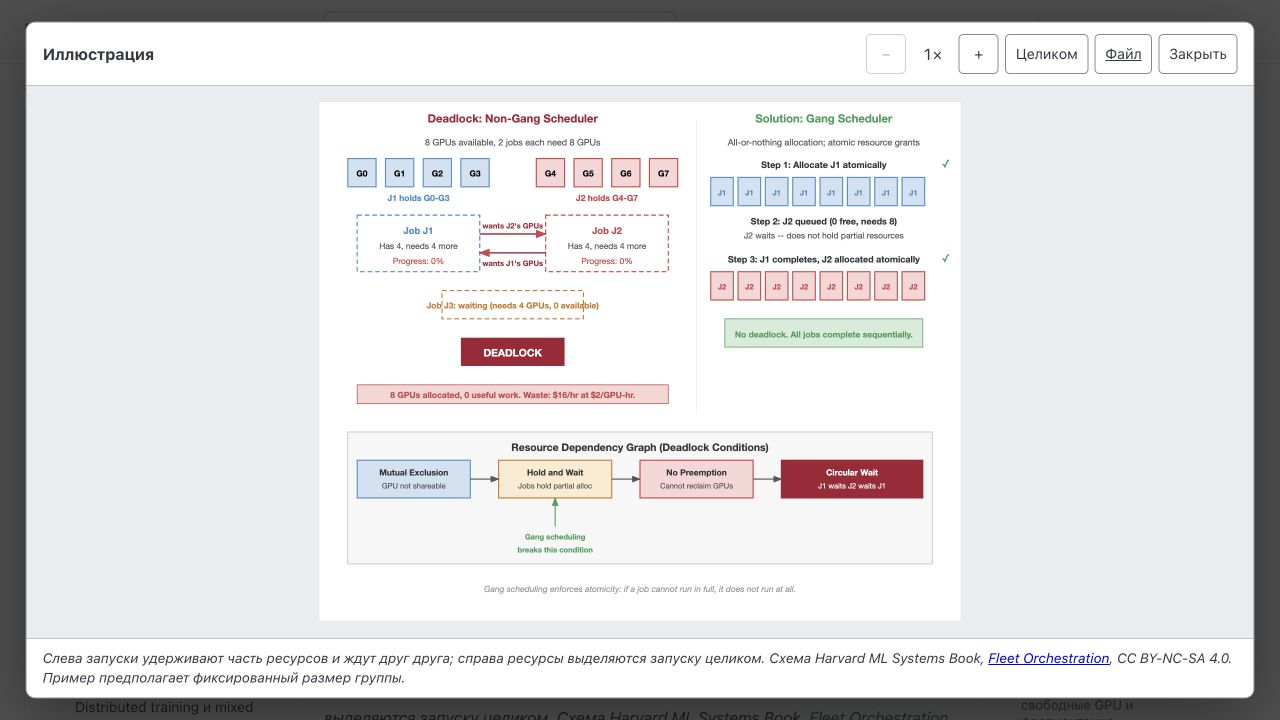 Иллюстрация
−
1×
+
Целиком
Файл
Закрыть
Deadlock: Non-Gang Scheduler
8 GPUs available, 2 jobs each need 8 GPUs
G0 G1 G2 G3 G4 G5 G6 G7
J1 holds G0-G3 J2 holds G4-G7
Job J1
Has 4, needs 4 more
Progress: 0%
wants J2's GPUs
wants J1's GPUs
Job J2
Has 4, needs 4 more
Progress: 0%
Job J3: waiting (needs 4 GPUs, 0 available)
DEADLOCK
8 GPUs allocated, 0 useful work. Waste: $16/hr at $2/GPU-hr.
Solution: Gang Scheduler
All-or-nothing allocation; atomic resource grants
Step 1: Allocate J1 atomically ✓
J1 J1 J1 J1 J1 J1 J1 J1
Step 2: J2 queued (0 free, needs 8)
J2 waits -- does not hold partial resources
Step 3: J1 completes, J2 allocated atomically ✓
J2 J2 J2 J2 J2 J2 J2 J2
No deadlock. All jobs complete sequentially.
Resource Dependency Graph (Deadlock Conditions)
Mutual Exclusion
GPU not shareable
Hold and Wait
Jobs hold partial alloc
No Preemption
Cannot reclaim GPUs
Circular Wait
J1 waits J2 waits J1
Gang scheduling
breaks this condition
Gang scheduling enforces atomicity: if a job cannot run in full, it does not run at all.
Слева запуски удерживают часть ресурсов и ждут друг друга; справа ресурсы выделяются запуску целиком. Схема Harvard ML Systems Book, Fleet Orchestration, CC BY-NC-SA 4.0.
Пример предполагает фиксированный размер группы.
Distributed training и mixed
выделяются запуску целиком. Схема Harvard ML Systems Book, Fleet Orchestration
свободные GPU и